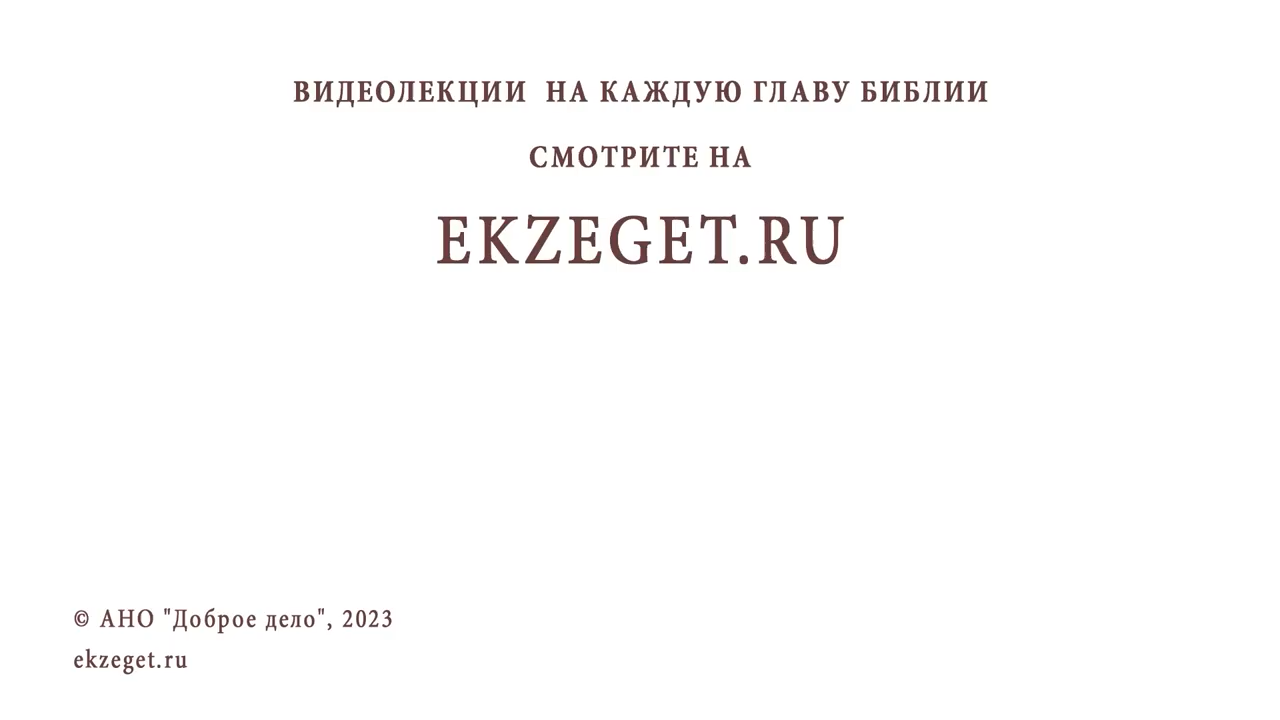 ВИДЕОЛЕКЦИИ НА КАЖДУЮ ГЛАВУ БИБЛИИ
СМОТРИТЕ НА
EKZEGET.RU
© АНО "Доброе дело", 2023
ekzeget.ru